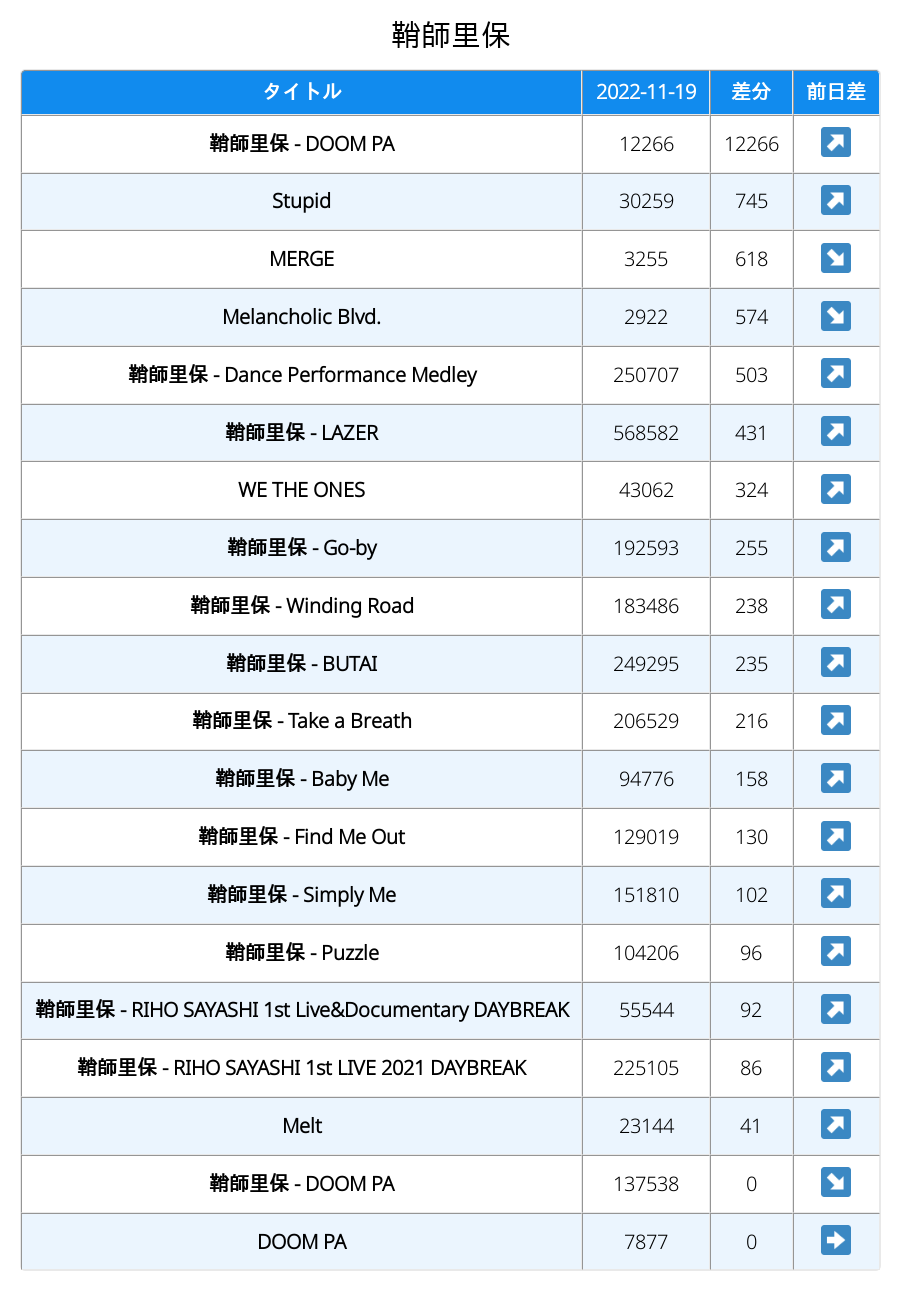 鞘師里保
タイトル 2022-11-19 差分 前日差
鞘師里保 - DOOM PA 12266 12266
Stupid 30259 745
MERGE 3255 618
Melancholic Blvd. 2922 574
鞘師里保 - Dance Performance Medley 250707 503
鞘師里保 - LAZER 568582 431
WE THE ONES 43062 324
鞘師里保 - Go-by 192593 255
鞘師里保 - Winding Road 183486 238
鞘師里保 - BUTAI 249295 235
鞘師里保 - Take a Breath 206529 216
鞘師里保 - Baby Me 94776 158
鞘師里保 - Find Me Out 129019 130
鞘師里保 - Simply Me 151810 102
鞘師里保 - Puzzle 104206 96
鞘師里保 - RIHO SAYASHI 1st Live&Documentary DAYBREAK 55544 92
鞘師里保 - RIHO SAYASHI 1st LIVE 2021 DAYBREAK 225105 86
Melt 23144 41
鞘師里保 - DOOM PA 137538 0
DOOM PA 7877 0